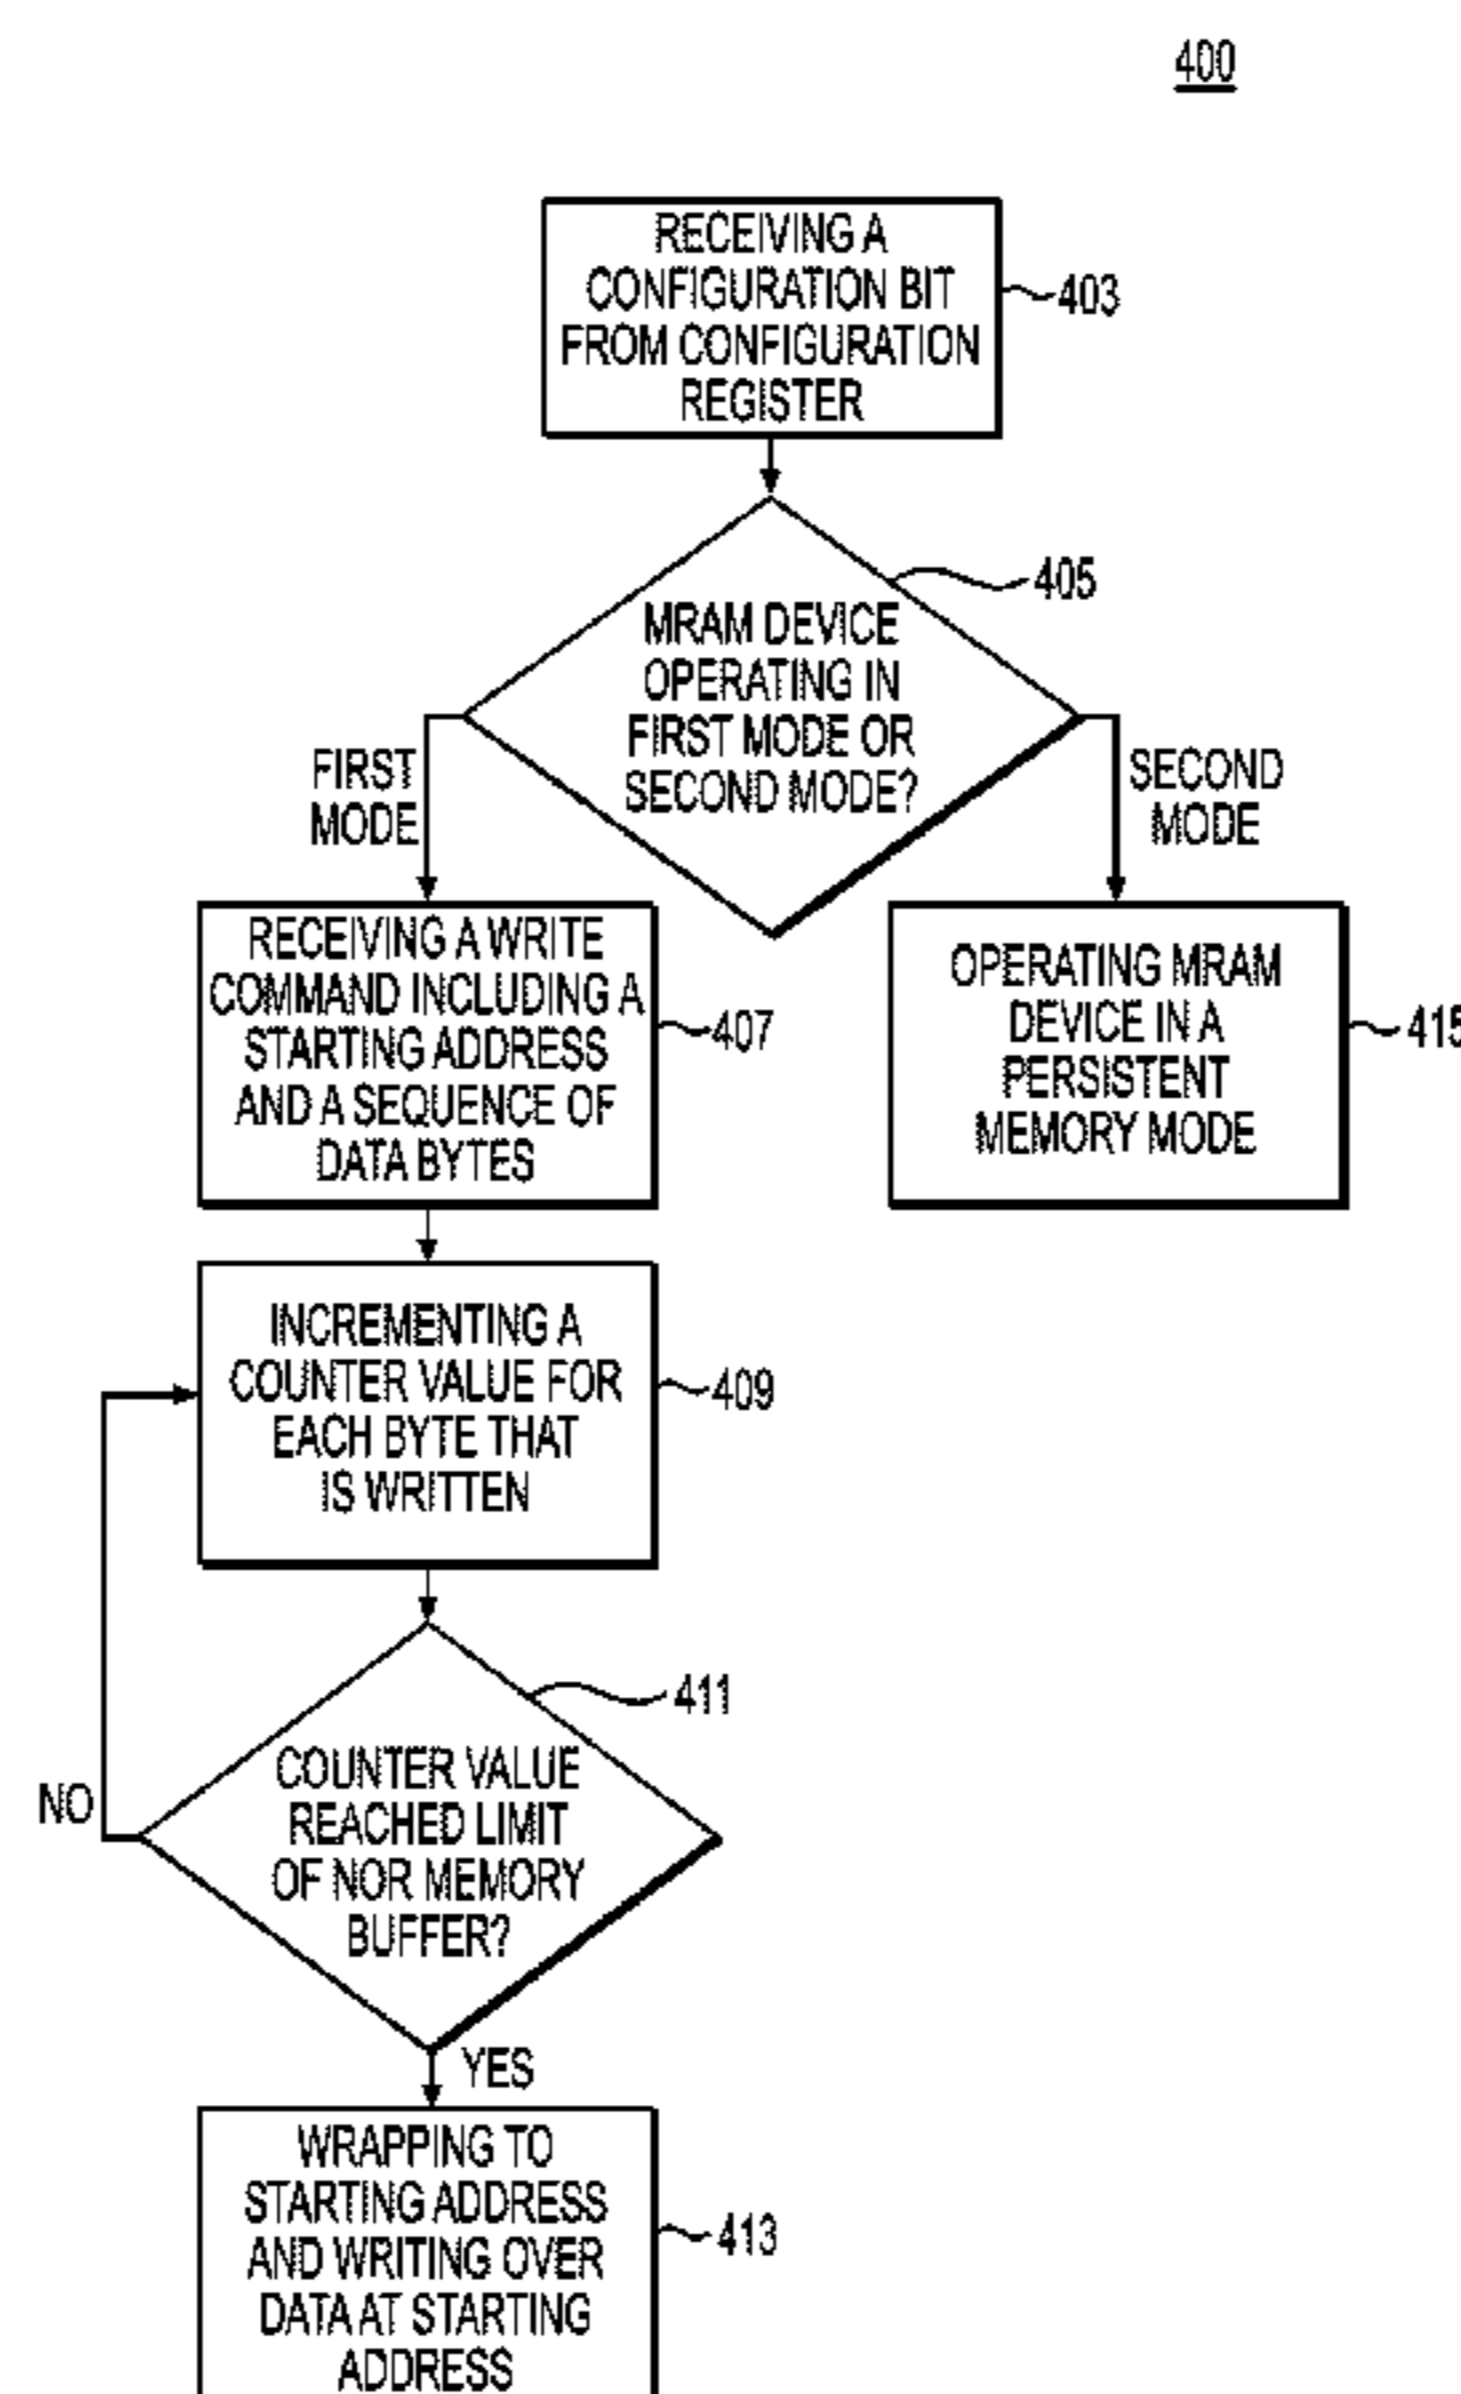 400
RECEIVING A
CONFIGURATION BIT
FROM CONFIGURATION
REGISTER
403
405
MRAM DEVICE
OPERATING IN
FIRST MODE OR
SECOND MODE?
FIRST
MODE
SECOND
MODE
RECEIVING A WRITE
COMMAND INCLUDING A
STARTING ADDRESS
AND A SEQUENCE OF
DATA BYTES
407
OPERATING MRAM
DEVICE IN A
PERSISTENT
MEMORY MODE
415
INCREMENTING A
COUNTER VALUE FOR
EACH BYTE THAT
IS WRITTEN
409
411
COUNTER VALUE
REACHED LIMIT
OF NOR MEMORY
BUFFER?
NO
YES
WRAPPING TO
STARTING ADDRESS
AND WRITING OVER
DATA AT STARTING
ADDRESS
413